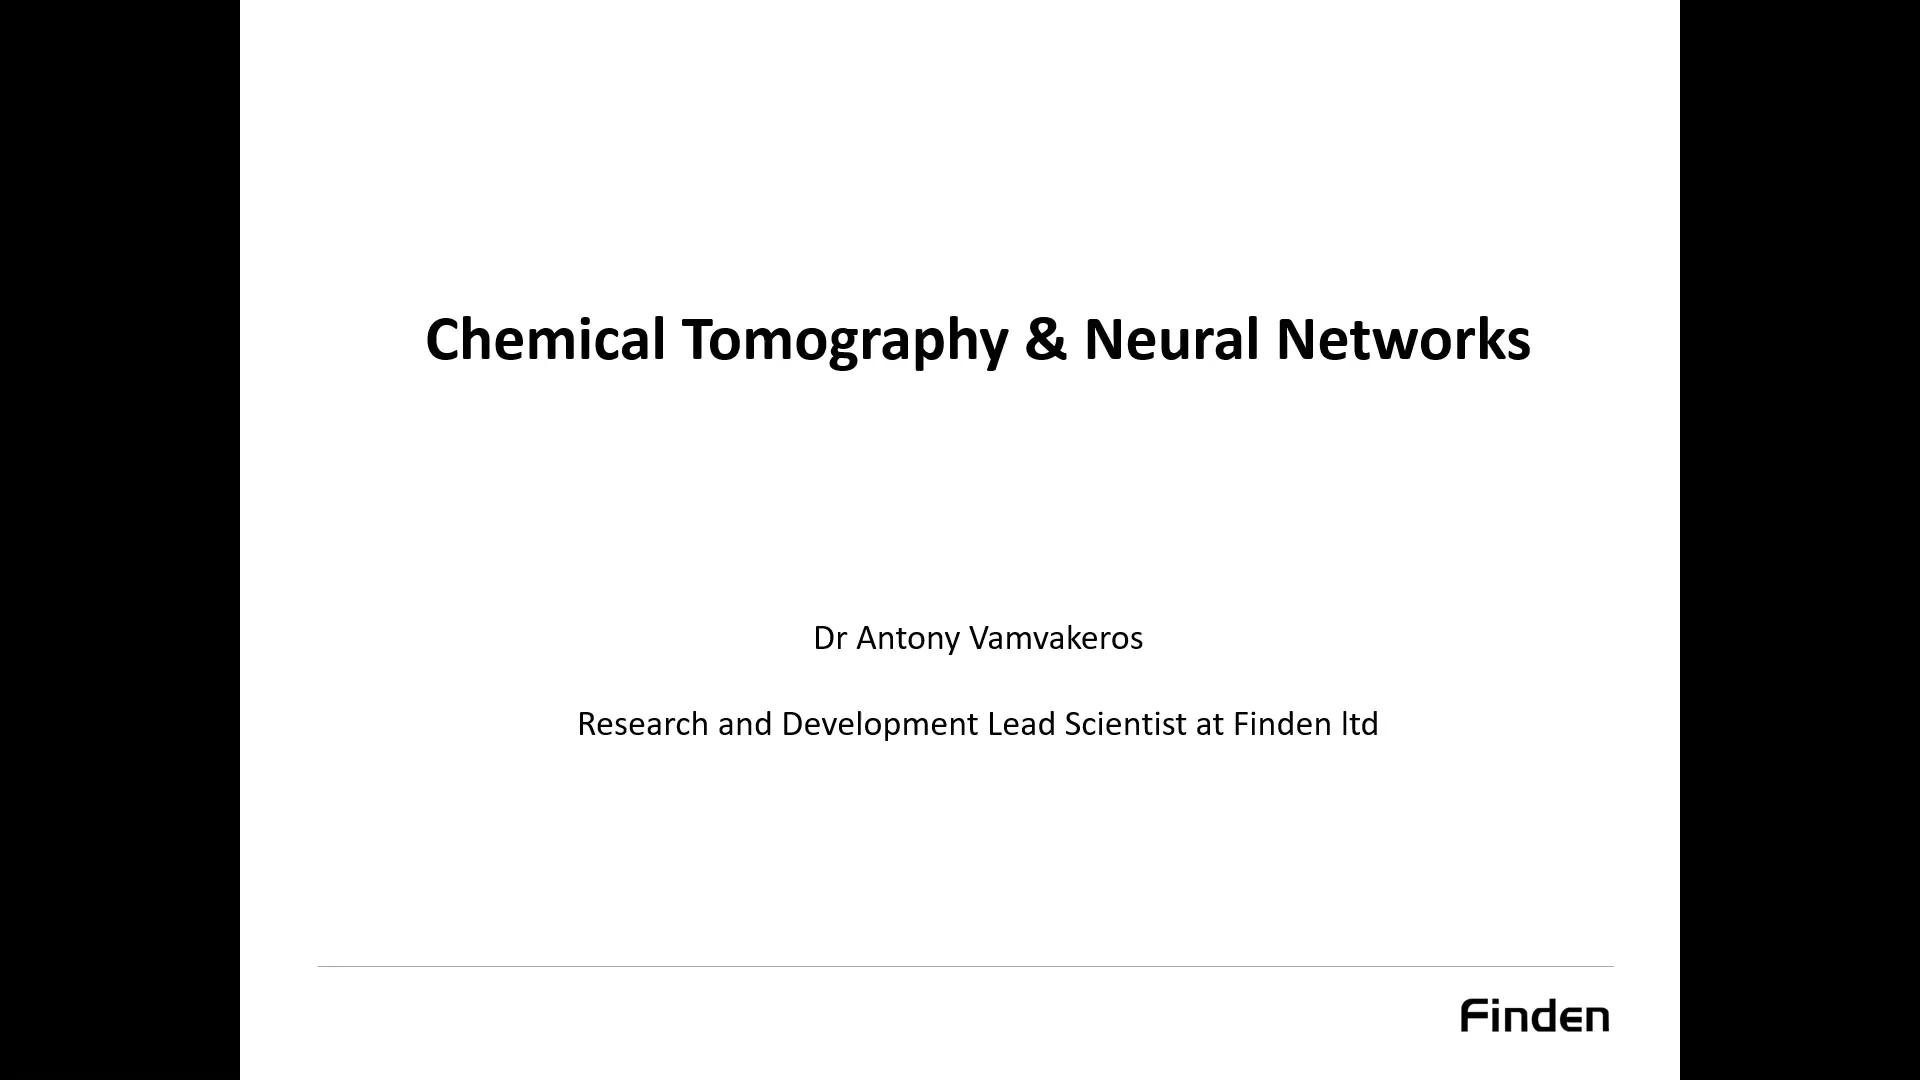 Chemical Tomography & Neural Networks
Dr Antony Vamvakeros
Research and Development Lead Scientist at Finden ltd
Finden